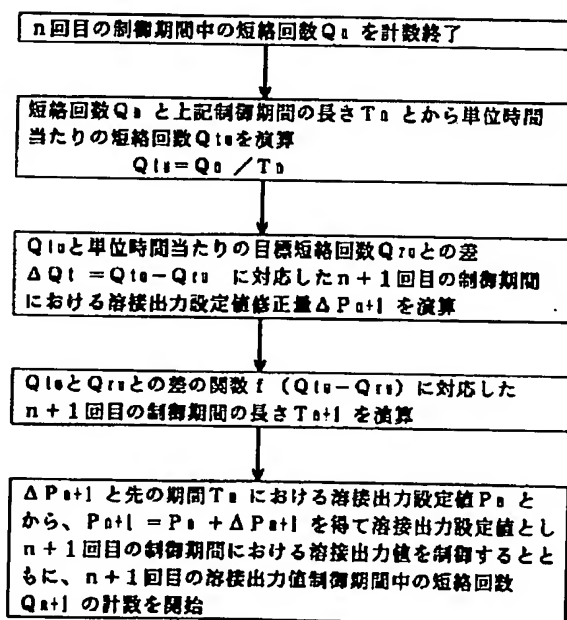 n回目の制御期間中の短絡回数Qn を計数終了
短絡回数Qn と上記制御期間の長さTn とから単位時間
当たりの短絡回数Qtnを演算
Qtn=Qn /Tn
Qtnと単位時間当たりの目標短絡回数Qrnとの差
ΔQt =Qtn-Qrn に対応したn+1回目の制御期間
における溶接出力設定値修正量ΔPn+1 を演算
QtnとQrnとの差の関数f (Qtn-Qrn)に対応した
n+1回目の制御期間の長さTn+1 を演算
ΔPn+1 と先の期間Tn における溶接出力設定値Pn と
から、Pn+1 =Pn +ΔPn+1 を得て溶接出力設定値とし
n+1回目の制御期間における溶接出力値を制御するとと
もに、n+1回目の溶接出力値制御期間中の短絡回数
Qn+1 の計数を開始